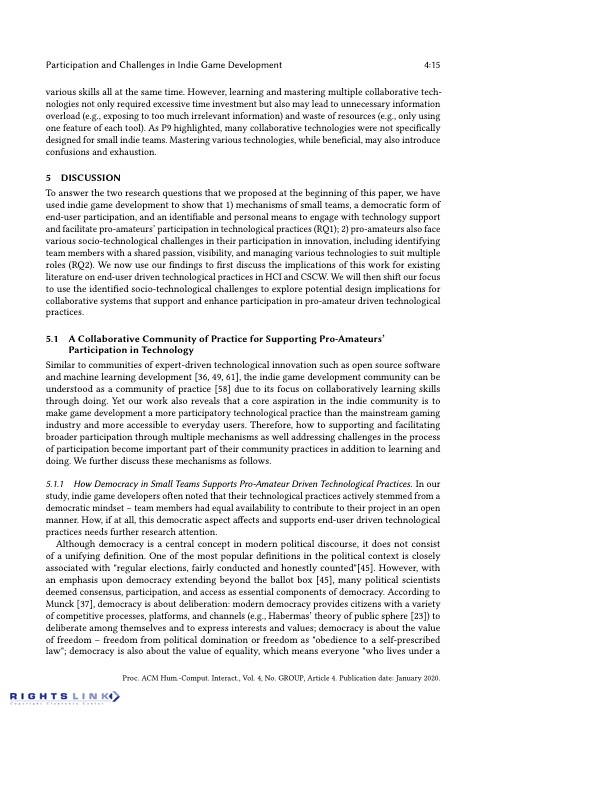 Participation and Challenges in Indie Game Development 4:15
various skills all at the same time. However, learning and mastering multiple collaborative tech-
nologies not only required excessive time investment but also may lead to unnecessary information
overload (e.g., exposing to too much irrelevant information) and waste of resources (e.g., only using
one feature of each tool). As P9 highlighted, many collaborative technologies were not specifically
designed for small indie teams. Mastering various technologies, while beneficial, may also introduce
confusions and exhaustion.
5 DISCUSSION
To answer the two research questions that we proposed at the beginning of this paper, we have
used indie game development to show that 1) mechanisms of small teams, a democratic form of
end-user participation, and an identifiable and personal means to engage with technology support
and facilitate pro-amateurs' participation in technological practices (RQ1); 2) pro-amateurs also face
various socio-technological challenges in their participation in innovation, including identifying
team members with a shared passion, visibility, and managing various technologies to suit multiple
roles (RQ2). We now use our findings to first discuss the implications of this work for existing
literature on end-user driven technological practices in HCI and CSCW. We will then shift our focus
to use the identified socio-technological challenges to explore potential design implications for
collaborative systems that support and enhance participation in pro-amateur driven technological
practices.
5.1 A Collaborative Community of Practice for Supporting Pro-Amateurs'
Participation in Technology
Similar to communities of expert-driven technological innovation such as open source software
and machine learning development [36, 49, 61], the indie game development community can be
understood as a community of practice [58] due to its focus on collaboratively learning skills
through doing. Yet our work also reveals that a core aspiration in the indie community is to
make game development a more participatory technological practice than the mainstream gaming
industry and more accessible to everyday users. Therefore, how to supporting and facilitating
broader participation through multiple mechanisms as well addressing challenges in the process
of participation become important part of their community practices in addition to learning and
doing. We further discuss these mechanisms as follows.
5.1.1 How Democracy in Small Teams Supports Pro-Amateur Driven Technological Practices. In our
study, indie game developers often noted that their technological practices actively stemmed from a
democratic mindset – team members had equal availability to contribute to their project in an open
manner. How, if at all, this democratic aspect affects and supports end-user driven technological
practices needs further research attention.
Although democracy is a central concept in modern political discourse, it does not consist
of a unifying definition. One of the most popular definitions in the political context is closely
associated with "regular elections, fairly conducted and honestly counted"[45]. However, with
an emphasis upon democracy extending beyond the ballot box [45], many political scientists
deemed consensus, participation, and access as essential components of democracy. According to
Munck [37], democracy is about deliberation: modern democracy provides citizens with a variety
of competitive processes, platforms, and channels (e.g., Habermas' theory of public sphere [23]) to
deliberate among themselves and to express interests and values; democracy is about the value
of freedom – freedom from political domination or freedom as "obedience to a self-prescribed
law"; democracy is also about the value of equality, which means everyone "who lives under a
Proc. ACM Hum.-Comput. Interact., Vol. 4, No. GROUP, Article 4. Publication date: January 2020.
RIGHTSLINK
Copyright Clearance Center